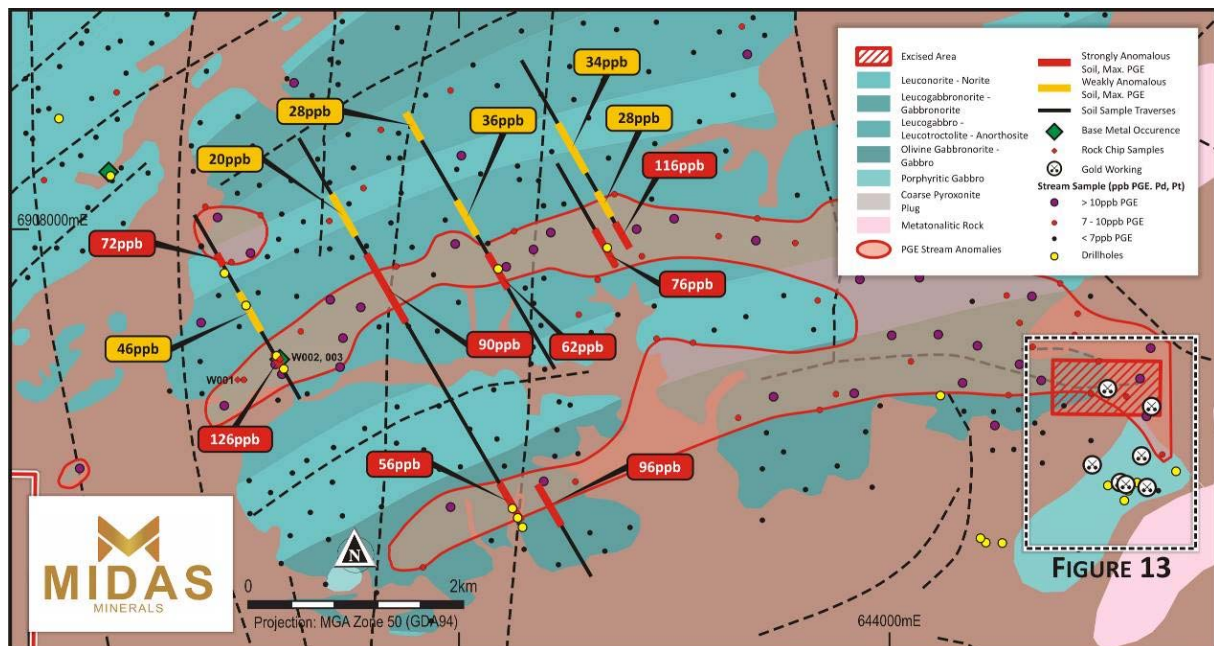 34ppb
28ppb
36ppb
28ppb
20ppb
116ppb
6908000mE
72ppb
76ppb
46ppb
90ppb
62ppb
W002, 003
W001
126ppb
56ppb
96ppb
Excised Area
Leuconorite - Norite
Leucogabbronorite -
Gabbronorite
Leucogabbro -
Leucotroctolite - Anorthosite
Olivine Gabbronorite -
Gabbro
Porphyritic Gabbro
Coarse Pyroxonite
Plug
Metatonalitic Rock
PGE Stream Anomalies
Strongly Anomalous
Soil, Max. PGE
Weakly Anomalous
Soil, Max. PGE
Soil Sample Traverses
Base Metal Occurence
Rock Chip Samples
Gold Working
Stream Sample (ppb PGE. Pd, Pt)
> 10ppb PGE
7 - 10ppb PGE
< 7ppb PGE
Drillholes
FIGURE 13
MIDAS
MINERALS
N
0 2km
Projection: MGA Zone 50 (GDA94)
644000mE